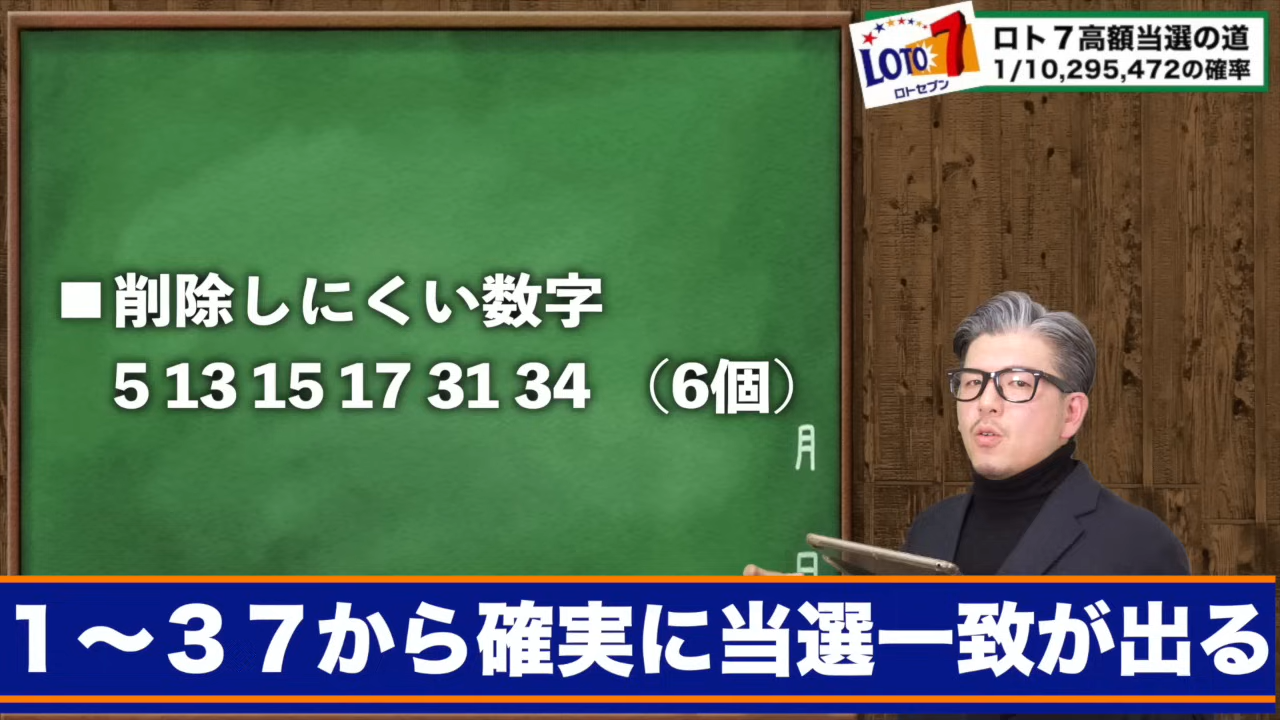 LOTO 7
ロトセブン
ロト７高額当選の道
1/10,295,472の確率
■削除しにくい数字
5 13 15 17 31 34 （6個）
月
日
１〜３７から確実に当選一致が出る